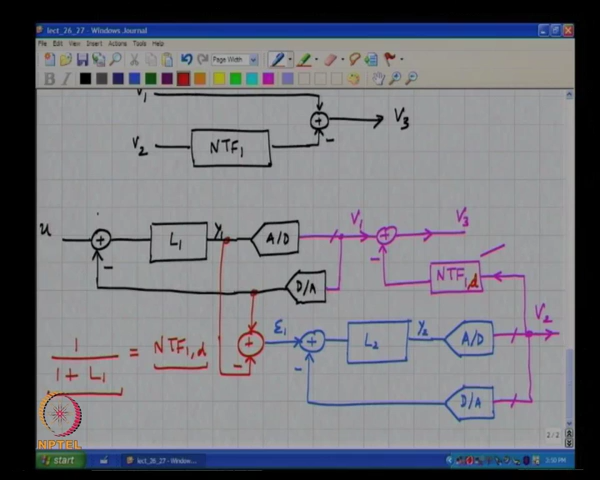 lect_26_27 - Windows Journal
File Edit View Insert Actions Tools Help
Page Width
B I
V₁
+
V₃
V₂
NTF₁
-
u
+
L₁
Y₁
A/D
V₁
+
V₃
-
-
D/A
NTF₁,d
V₂
1 / 1 + L₁ = NTF₁,d
+
-
E₁
+
-
L₂
Y₂
A/D
D/A
NPTEL
2 / 2
start
lect_26_27 - Window...
3:50 PM